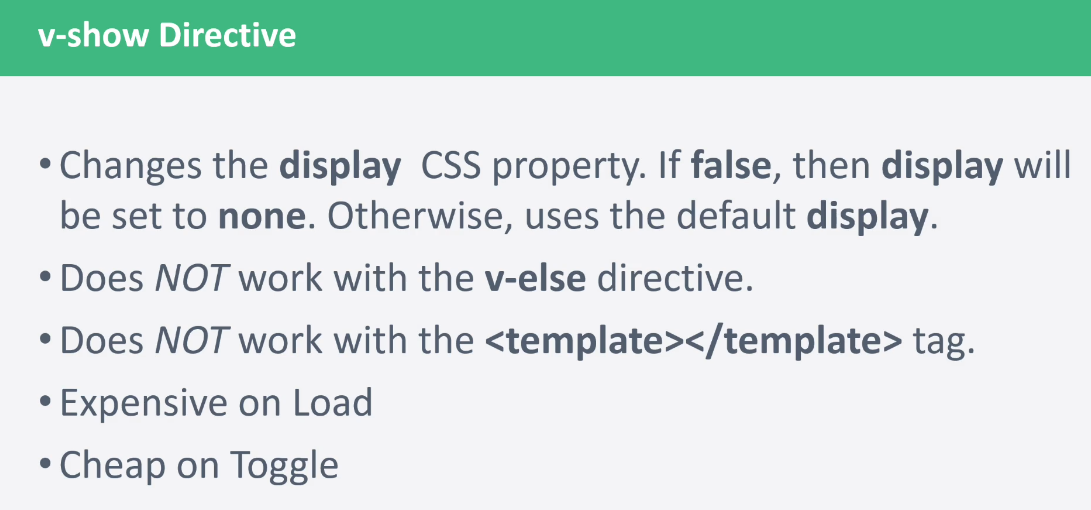 v-show Directive
• Changes the display CSS property. If false, then display will
be set to none. Otherwise, uses the default display.
• Does NOT work with the v-else directive.
• Does NOT work with the <template></template> tag.
• Expensive on Load
• Cheap on Toggle